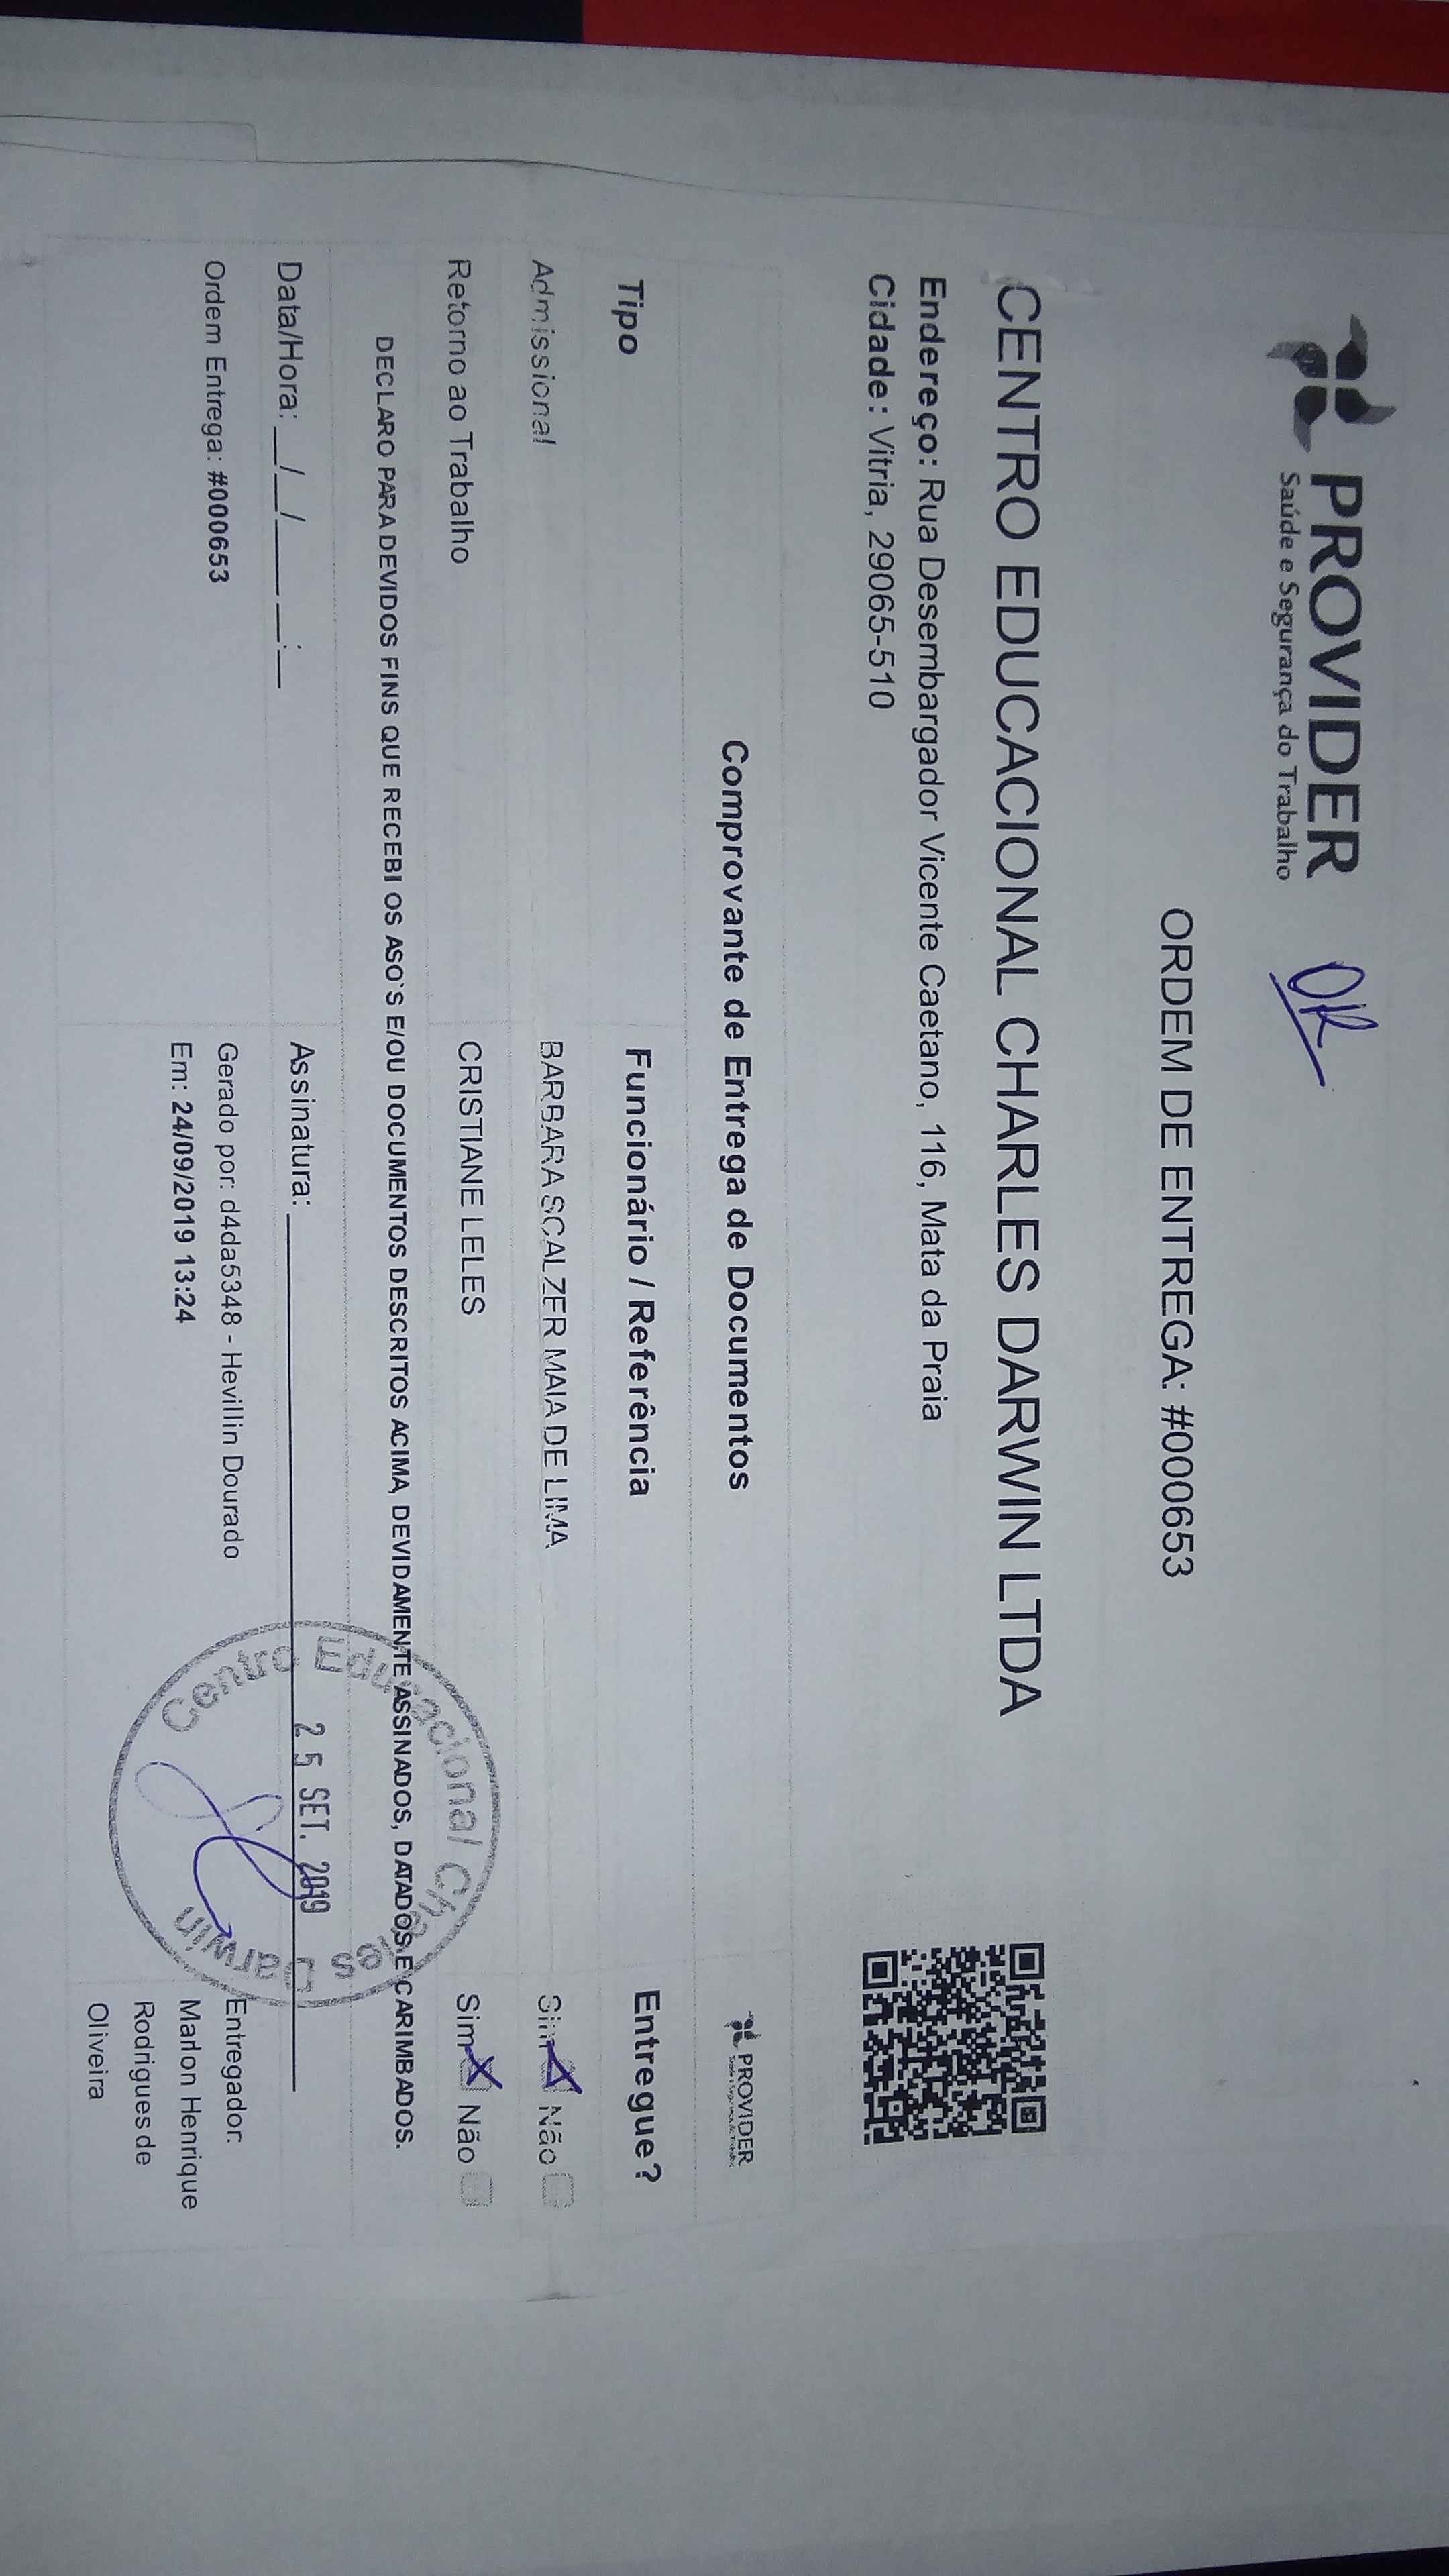 PROVIDER
Saúde e Segurança do Trabalho
OK
ORDEM DE ENTREGA: #000653
CENTRO EDUCACIONAL CHARLES DARWIN LTDA
Endereço: Rua Desembargador Vicente Caetano, 116, Mata da Praia
Cidade: Vitria, 29065-510
Comprovante de Entrega de Documentos
PROVIDER
Saúde e Segurança do Trabalho
Tipo Funcionário / Referência Entregue?
Admissional BARBARA SCALZER MAIA DE LIMA Sim Não
Retorno ao Trabalho CRISTIANE LELES Sim Não
DECLARO PARA DEVIDOS FINS QUE RECEBI OS ASO`S E/OU DOCUMENTOS DESCRITOS ACIMA, DEVIDAMENTE ASSINADOS, DATADOS E CARIMBADOS.
Data/Hora: __/__/____ __:__ Assinatura:
Centro Educacional Charles Darwin
25 SET. 2019
Ordem Entrega: #000653
Gerado por: d4da5348 - Hevillin Dourado
Em: 24/09/2019 13:24
Entregador:
Marlon Henrique
Rodrigues de
Oliveira